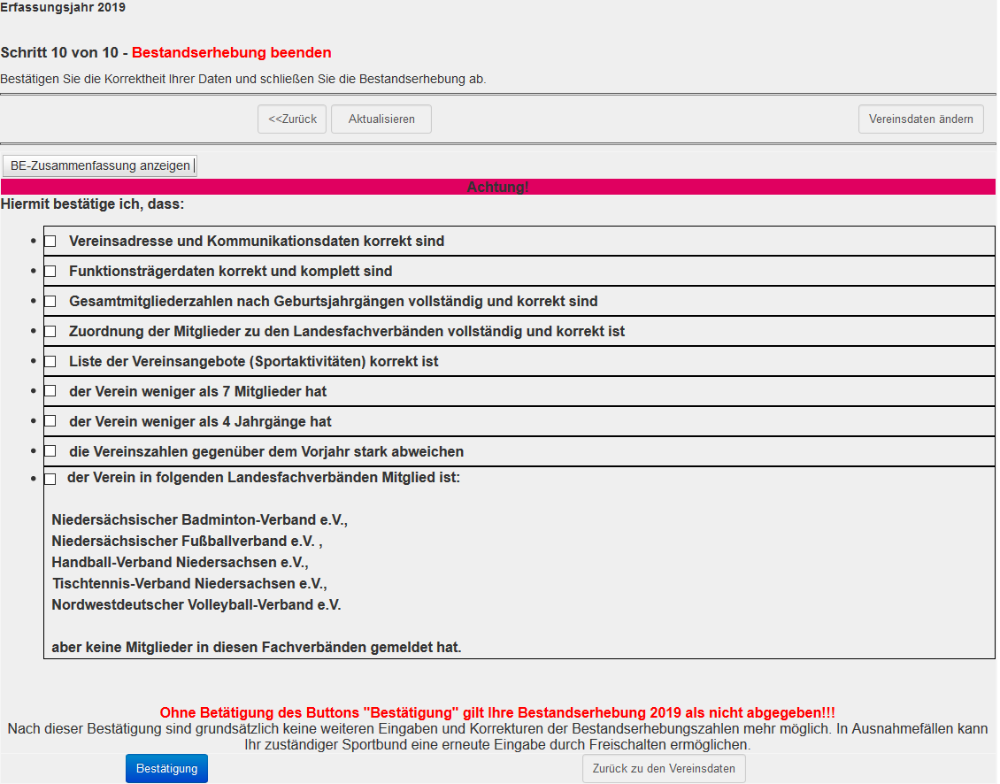 Erfassungsjahr 2019
Schritt 10 von 10 - Bestandserhebung beenden
Bestätigen Sie die Korrektheit Ihrer Daten und schließen Sie die Bestandserhebung ab.
<<Zurück Aktualisieren Vereinsdaten ändern
BE-Zusammenfassung anzeigen
Achtung!
Hiermit bestätige ich, dass:
Vereinsadresse und Kommunikationsdaten korrekt sind
Funktionsträgerdaten korrekt und komplett sind
Gesamtmitgliederzahlen nach Geburtsjahrgängen vollständig und korrekt sind
Zuordnung der Mitglieder zu den Landesfachverbänden vollständig und korrekt ist
Liste der Vereinsangebote (Sportaktivitäten) korrekt ist
der Verein weniger als 7 Mitglieder hat
der Verein weniger als 4 Jahrgänge hat
die Vereinszahlen gegenüber dem Vorjahr stark abweichen
der Verein in folgenden Landesfachverbänden Mitglied ist:
Niedersächsischer Badminton-Verband e.V.,
Niedersächsischer Fußballverband e.V. ,
Handball-Verband Niedersachsen e.V.,
Tischtennis-Verband Niedersachsen e.V.,
Nordwestdeutscher Volleyball-Verband e.V.
aber keine Mitglieder in diesen Fachverbänden gemeldet hat.
Ohne Betätigung des Buttons "Bestätigung" gilt Ihre Bestandserhebung 2019 als nicht abgegeben!!!
Nach dieser Bestätigung sind grundsätzlich keine weiteren Eingaben und Korrekturen der Bestandserhebungszahlen mehr möglich. In Ausnahmefällen kann
Ihr zuständiger Sportbund eine erneute Eingabe durch Freischalten ermöglichen.
Bestätigung Zurück zu den Vereinsdaten